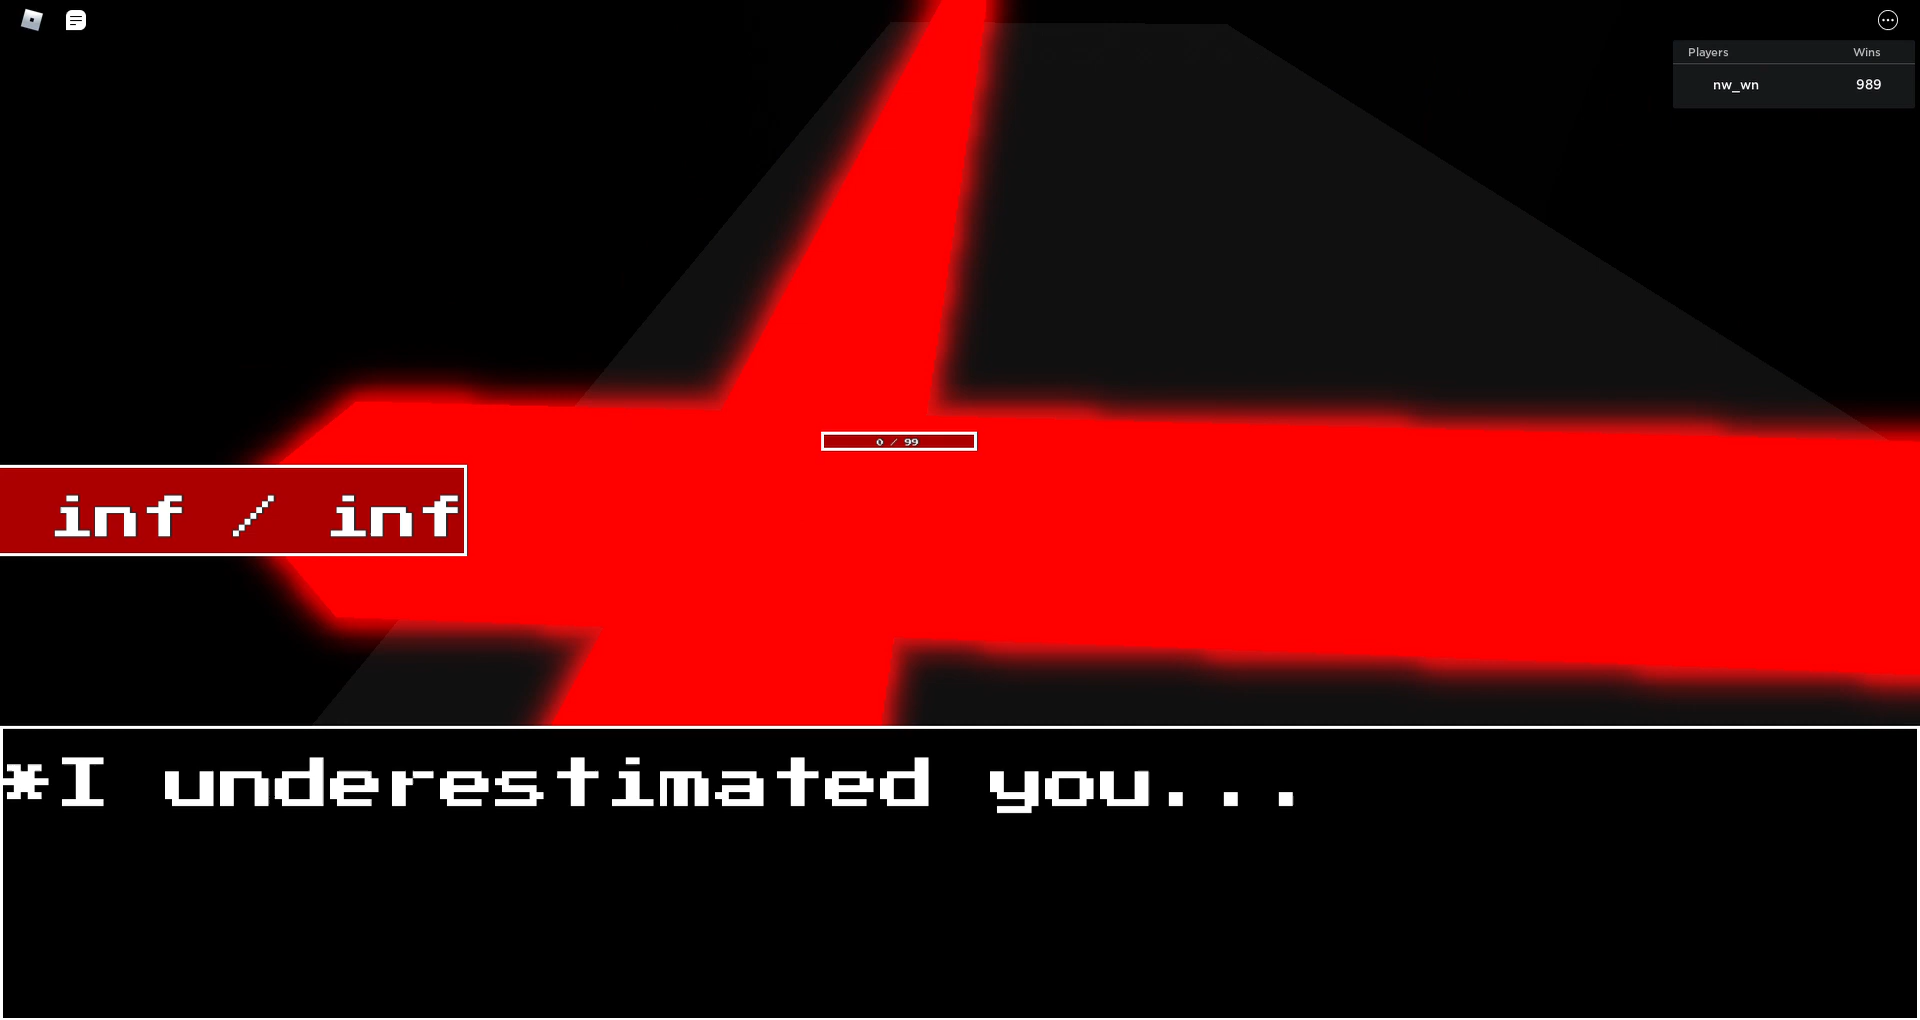 Players Wins
nw_wn 989
0 / 99
inf / inf
*I underestimated you...